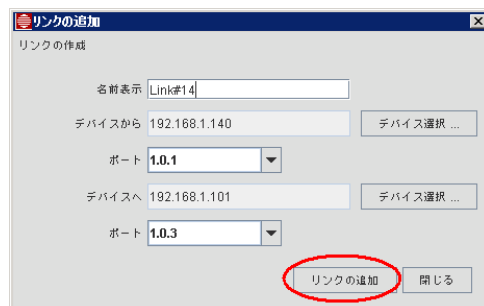 リンクの追加
リンクの作成
名前表示 Link#14
デバイスから 192.168.1.140 デバイス選択 ...
ポート 1.0.1
デバイスへ 192.168.1.101 デバイス選択 ...
ポート 1.0.3
リンクの追加 閉じる